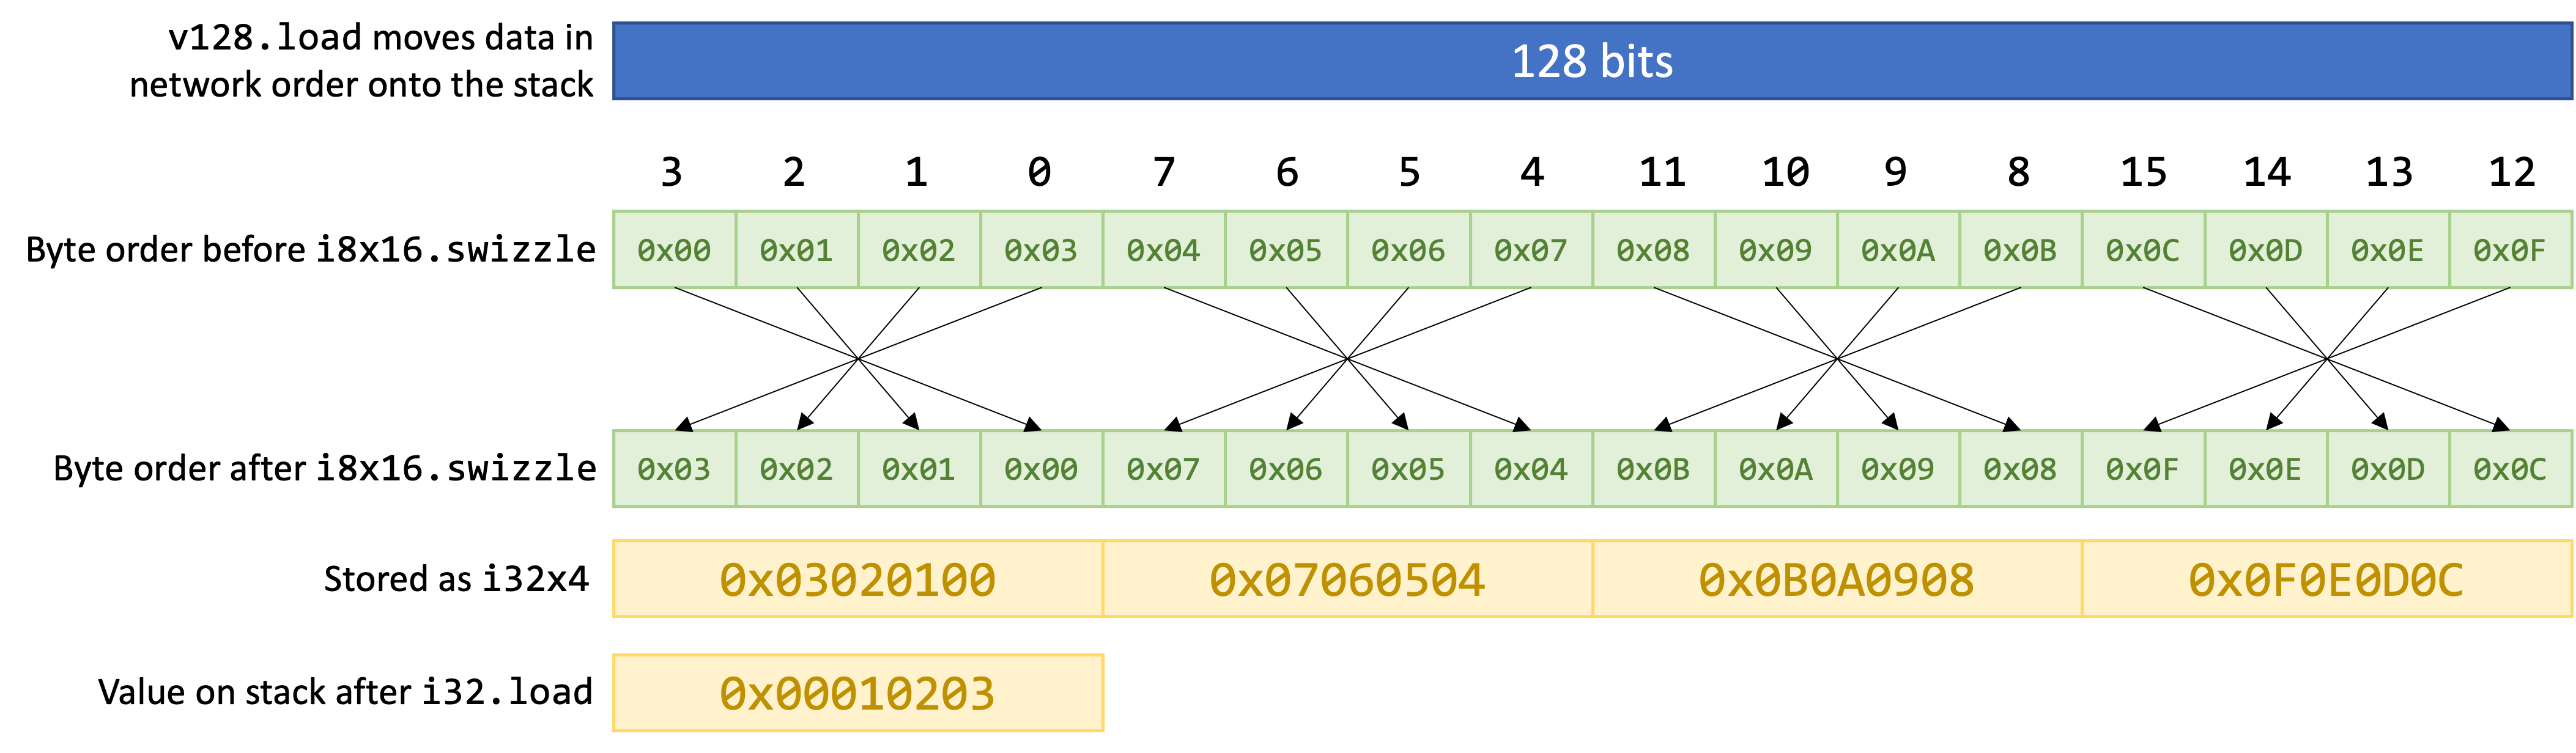 v128.load moves data in
network order onto the stack
128 bits
3 2 1 0 7 6 5 4 11 10 9 8 15 14 13 12
Byte order before i8x16.swizzle
0x00 0x01 0x02 0x03 0x04 0x05 0x06 0x07 0x08 0x09 0x0A 0x0B 0x0C 0x0D 0x0E 0x0F
Byte order after i8x16.swizzle
0x03 0x02 0x01 0x00 0x07 0x06 0x05 0x04 0x0B 0x0A 0x09 0x08 0x0F 0x0E 0x0D 0x0C
Stored as i32x4
0x03020100 0x07060504 0x0B0A0908 0x0F0E0D0C
Value on stack after i32.load
0x00010203